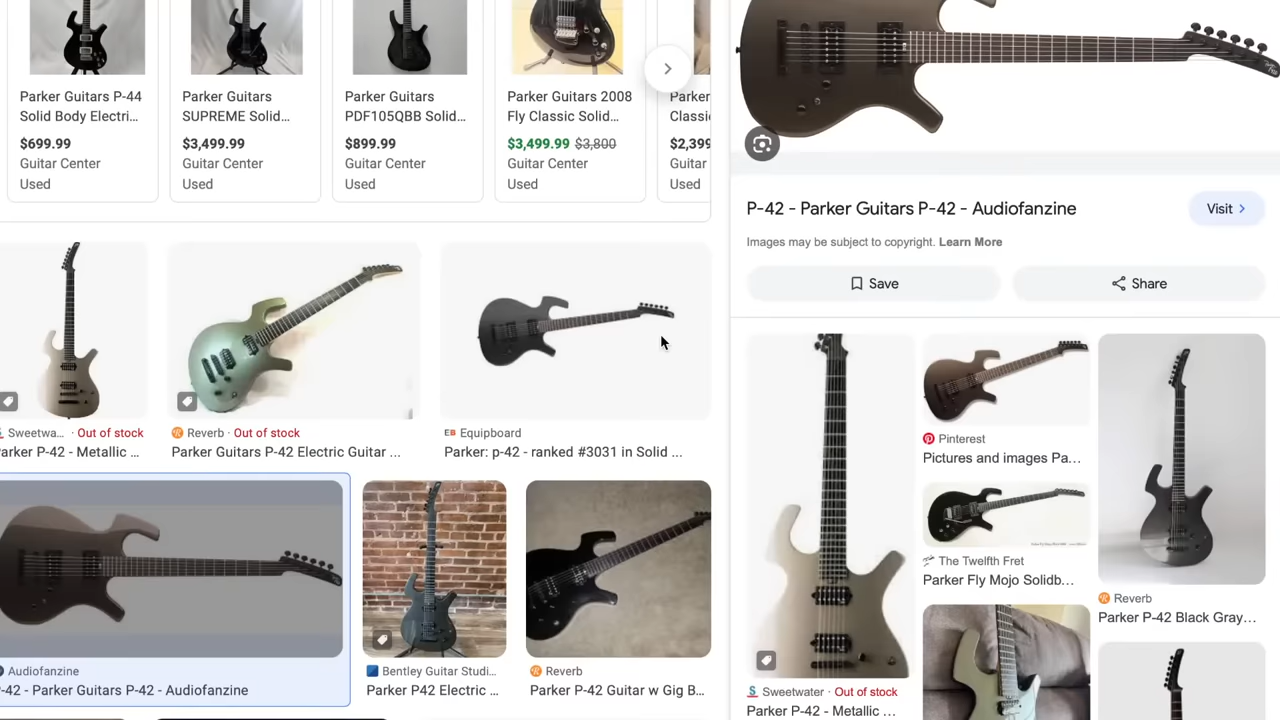 Parker Guitars P-44
Solid Body Electri...
$699.99
Guitar Center
Used
Parker Guitars
SUPREME Solid...
$3,499.99
Guitar Center
Used
Parker Guitars
PDF105QBB Solid...
$899.99
Guitar Center
Used
Parker Guitars 2008
Fly Classic Solid...
$3,499.99 $3,800
Guitar Center
Used
Parker
Classi
$2,399
Guitar
Used
Sweetwa... · Out of stock
arker P-42 - Metallic ...
Reverb · Out of stock
Parker Guitars P-42 Electric Guitar ...
EB Equipboard
Parker: p-42 - ranked #3031 in Solid ...
Audiofanzine
-42 - Parker Guitars P-42 - Audiofanzine
Bentley Guitar Studi...
Parker P42 Electric ...
Reverb
Parker P-42 Guitar w Gig B...
P-42 - Parker Guitars P-42 - Audiofanzine
Visit
Images may be subject to copyright. Learn More
Save
Share
Sweetwater · Out of stock
Parker P-42 - Metallic ...
Pinterest
Pictures and images Pa...
The Twelfth Fret
Parker Fly Mojo Solidb...
Reverb
Parker P-42 Black Gray...